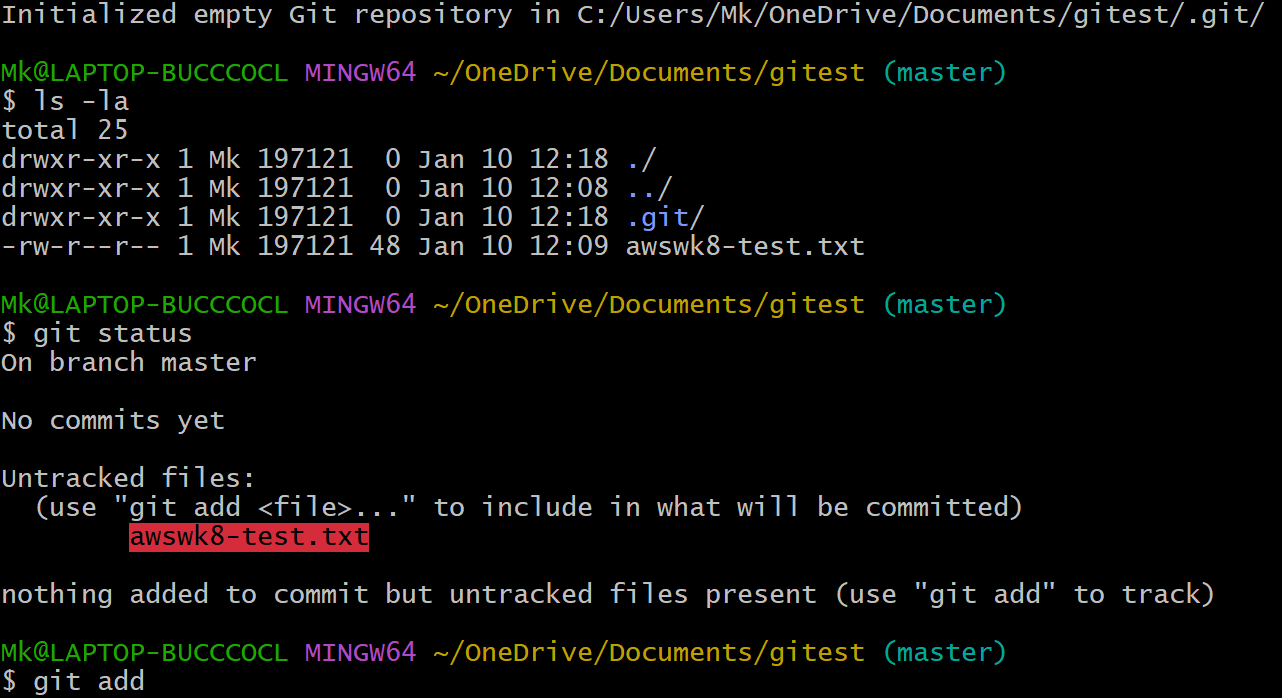 Initialized empty Git repository in C:/Users/Mk/OneDrive/Documents/gitest/.git/
Mk@LAPTOP-BUCCCOCL MINGW64 ~/OneDrive/Documents/gitest (master)
$ ls -la
total 25
drwxr-xr-x 1 Mk 197121  0 Jan 10 12:18 ./
drwxr-xr-x 1 Mk 197121  0 Jan 10 12:08 ../
drwxr-xr-x 1 Mk 197121  0 Jan 10 12:18 .git/
-rw-r--r-- 1 Mk 197121 48 Jan 10 12:09 awswk8-test.txt
Mk@LAPTOP-BUCCCOCL MINGW64 ~/OneDrive/Documents/gitest (master)
$ git status
On branch master
No commits yet
Untracked files:
  (use "git add <file>..." to include in what will be committed)
        awswk8-test.txt
nothing added to commit but untracked files present (use "git add" to track)
Mk@LAPTOP-BUCCCOCL MINGW64 ~/OneDrive/Documents/gitest (master)
$ git add